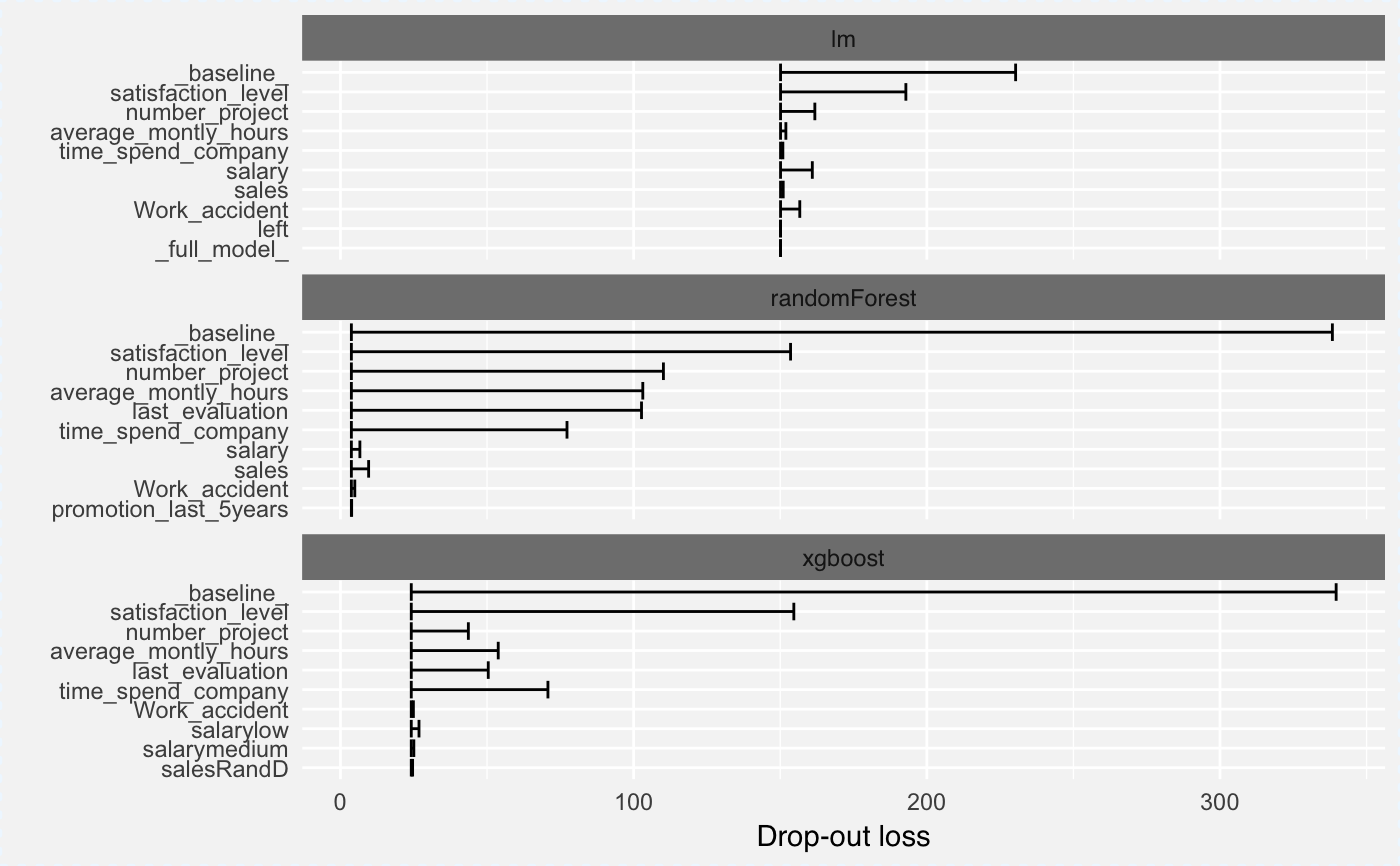 lm
_baseline_
satisfaction_level
number_project
average_montly_hours
time_spend_company
salary
sales
Work_accident
left
_full_model_
randomForest
_baseline_
satisfaction_level
number_project
average_montly_hours
last_evaluation
time_spend_company
salary
sales
Work_accident
promotion_last_5years
xgboost
_baseline_
satisfaction_level
number_project
average_montly_hours
last_evaluation
time_spend_company
Work_accident
salarylow
salarymedium
salesRandD
0 100 200 300
Drop-out loss